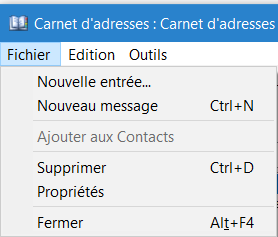 Carnet d'adresses : Carnet d'adresses
Fichier Edition Outils
Nouvelle entrée...
Nouveau message Ctrl+N
Ajouter aux Contacts
Supprimer Ctrl+D
Propriétés
Fermer Alt+F4